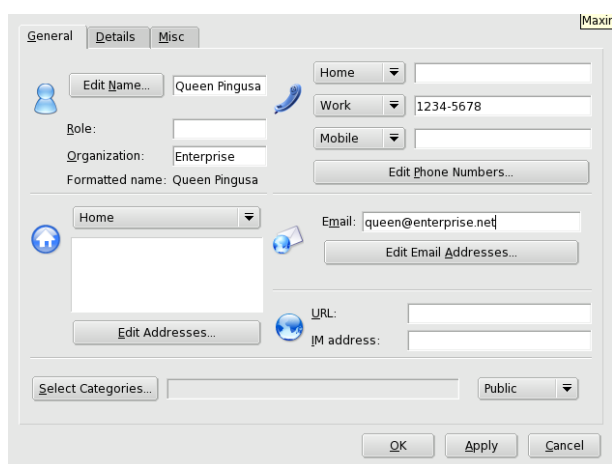 Maxir
General Details Misc
Edit Name... Queen Pingusa
Role:
Organization: Enterprise
Formatted name: Queen Pingusa
Home
Work 1234-5678
Mobile
Edit Phone Numbers...
Home
Edit Addresses...
Email: queen@enterprise.net
Edit Email Addresses...
URL:
IM address:
Select Categories... Public
OK Apply Cancel